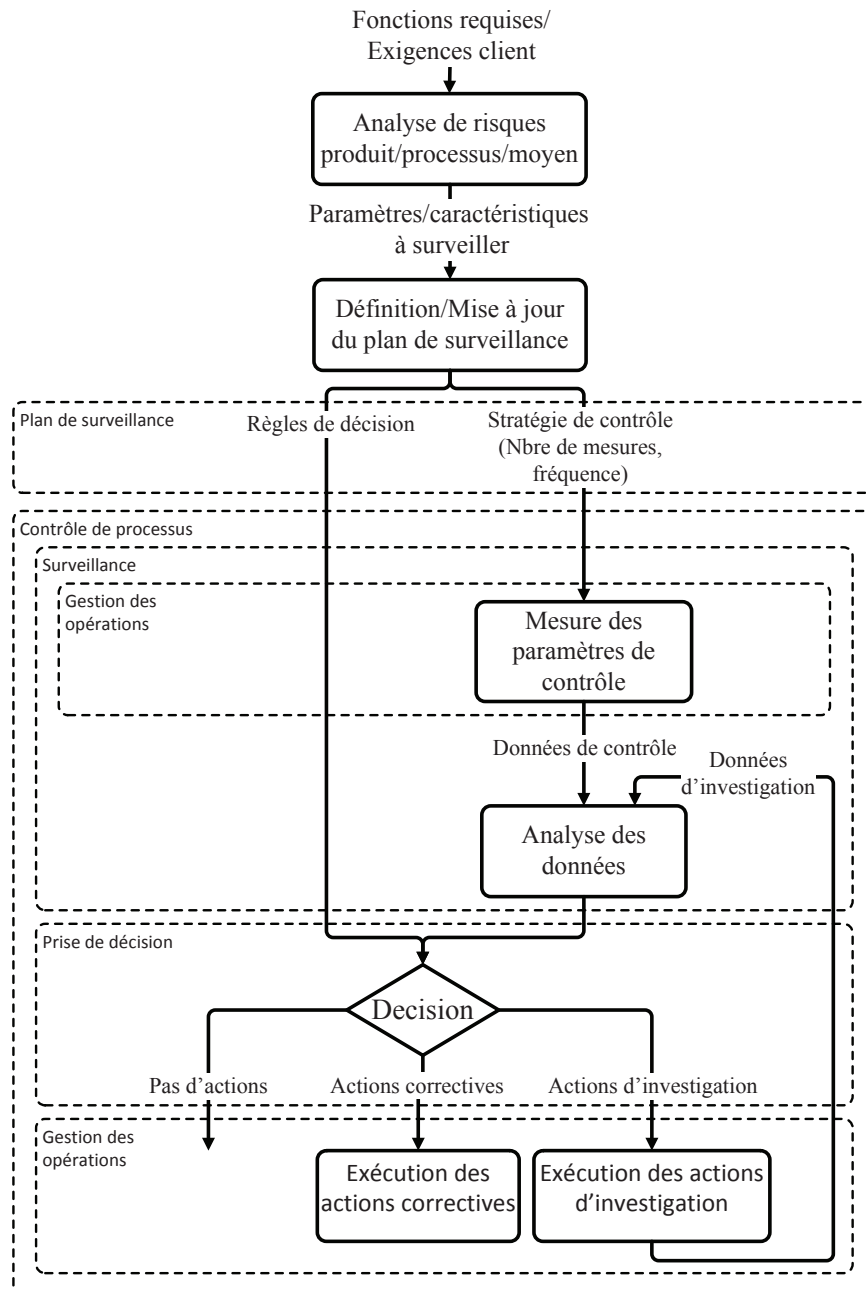 Fonctions requises/
Exigences client
Analyse de risques
produit/processus/moyen
Paramètres/caractéristiques
à surveiller
Définition/Mise à jour
du plan de surveillance
Plan de surveillance
Règles de décision
Stratégie de contrôle
(Nbre de mesures,
fréquence)
Contrôle de processus
Surveillance
Gestion des
opérations
Mesure des
paramètres de
contrôle
Données de contrôle
Données
d’investigation
Analyse des
données
Prise de décision
Decision
Pas d’actions
Actions correctives
Actions d’investigation
Gestion des
opérations
Exécution des
actions correctives
Exécution des actions
d’investigation